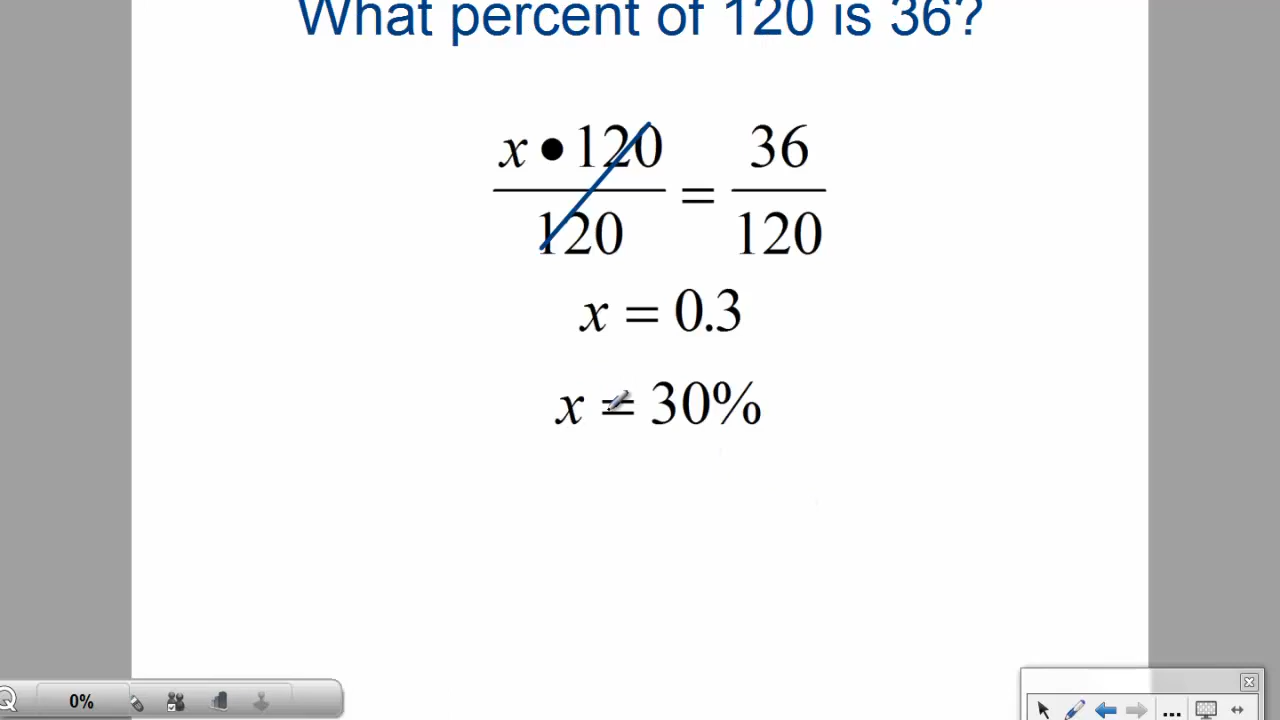 What percent of 120 is 36?
x • 120 / 120 = 36 / 120
x = 0.3
x = 30%
0%
...